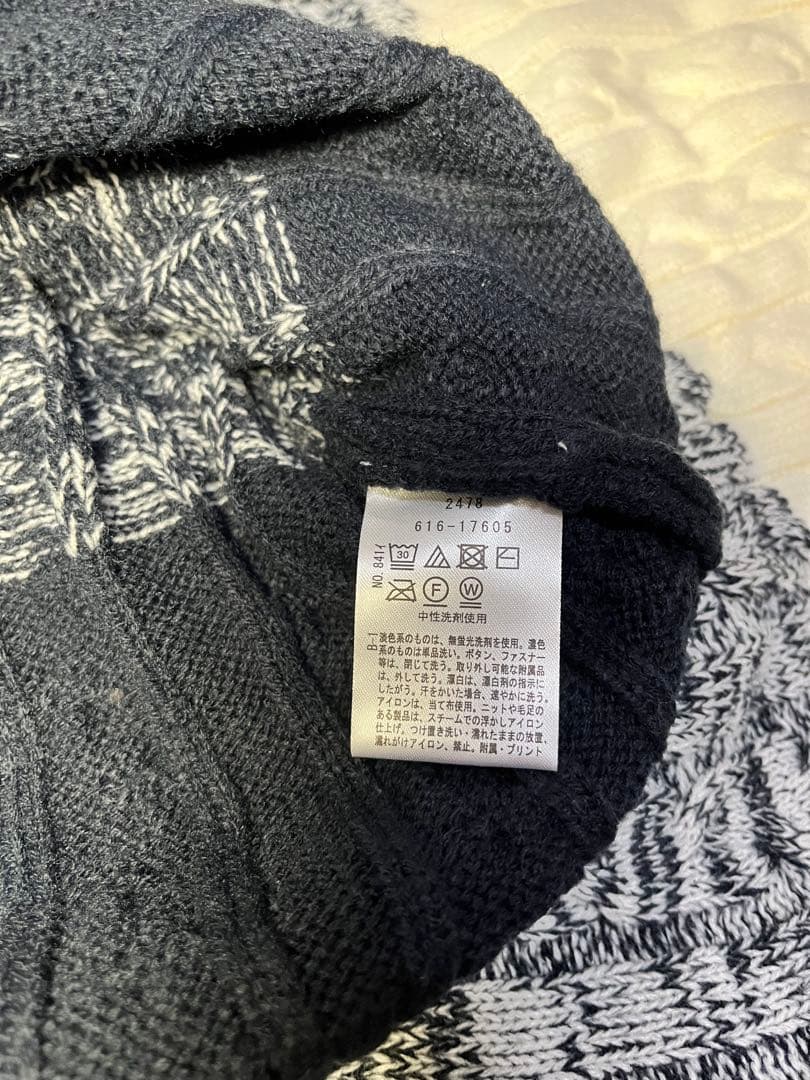 2478
616-17605
NO. 841イ
30
F W
中性洗剤使用
B-1
淡色系のものは、無蛍光洗剤を使用。濃色
系のものは単品洗い。ボタン、ファスナー
等は、閉じて洗う。取り外し可能な附属品
は、外して洗う。漂白は、漂白剤の指示に
したがう。汗をかいた場合、速やかに洗う。
アイロンは、当て布使用。ニットや毛足の
ある製品は、スチームでの浮かしアイロン
仕上げ。つけ置き洗い・濡れたままの放置、
濡れがけアイロン、禁止。附属・プリント